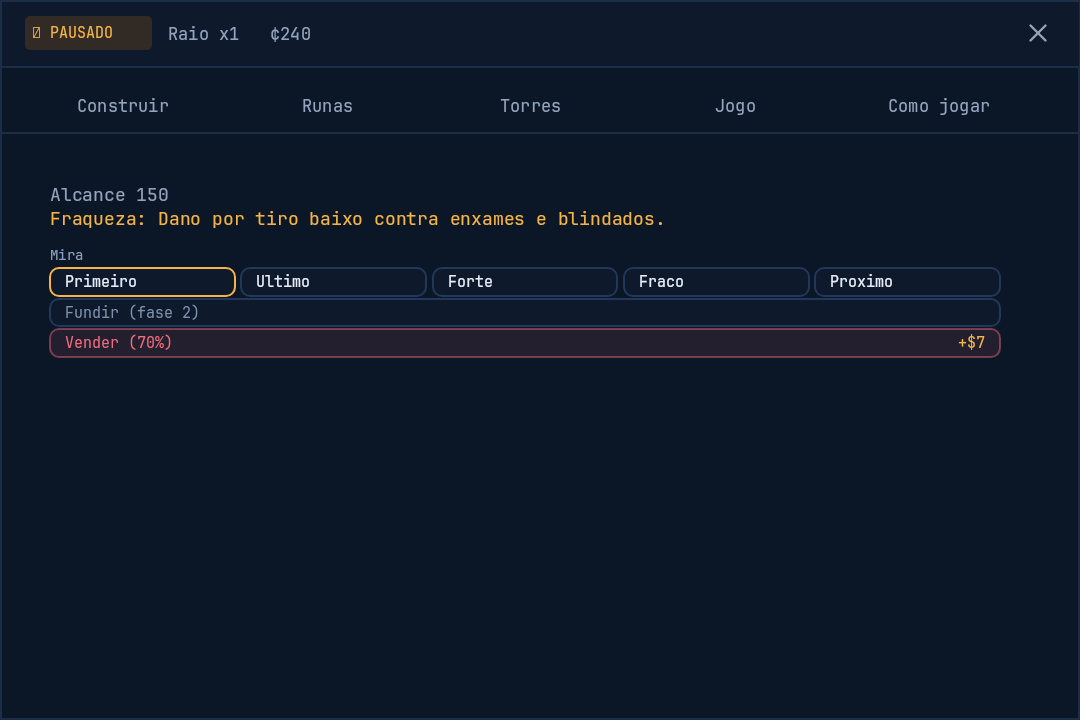 PAUSADO Raio x1 ₵240
Construir Runas Torres Jogo Como jogar
Alcance 150
Fraqueza: Dano por tiro baixo contra enxames e blindados.
Mira
Primeiro Ultimo Forte Fraco Proximo
Fundir (fase 2)
Vender (70%) +$7